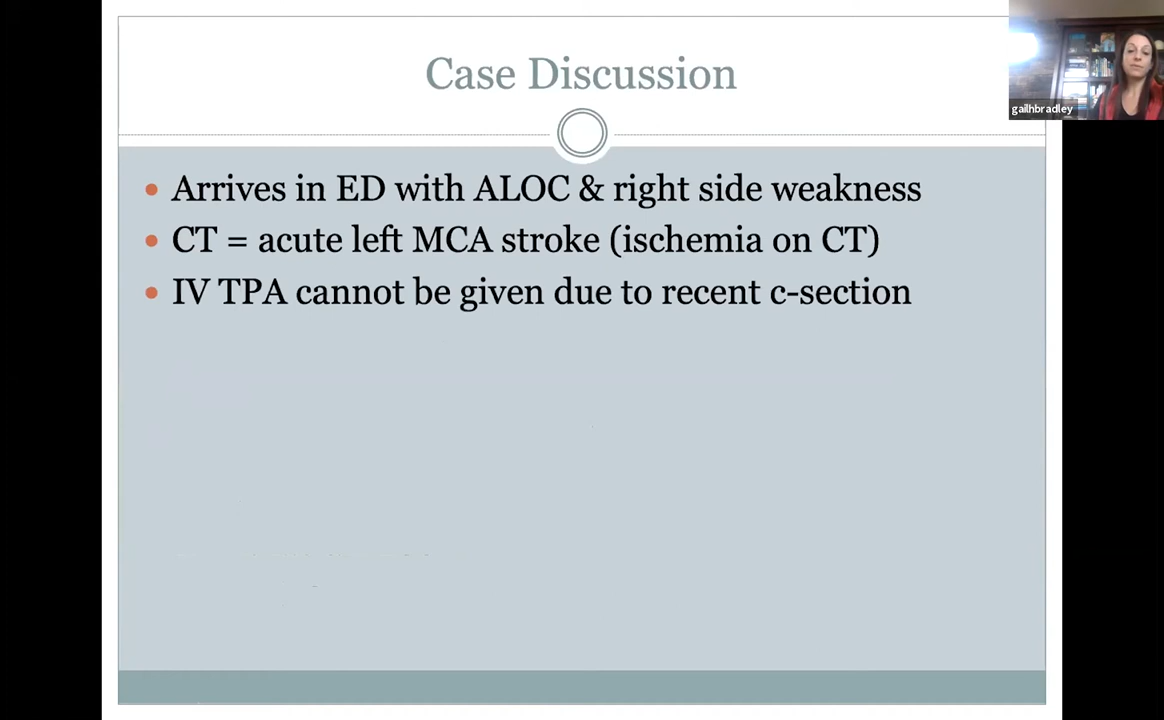 Case Discussion
gailhbradley
• Arrives in ED with ALOC & right side weakness
• CT = acute left MCA stroke (ischemia on CT)
• IV TPA cannot be given due to recent c-section